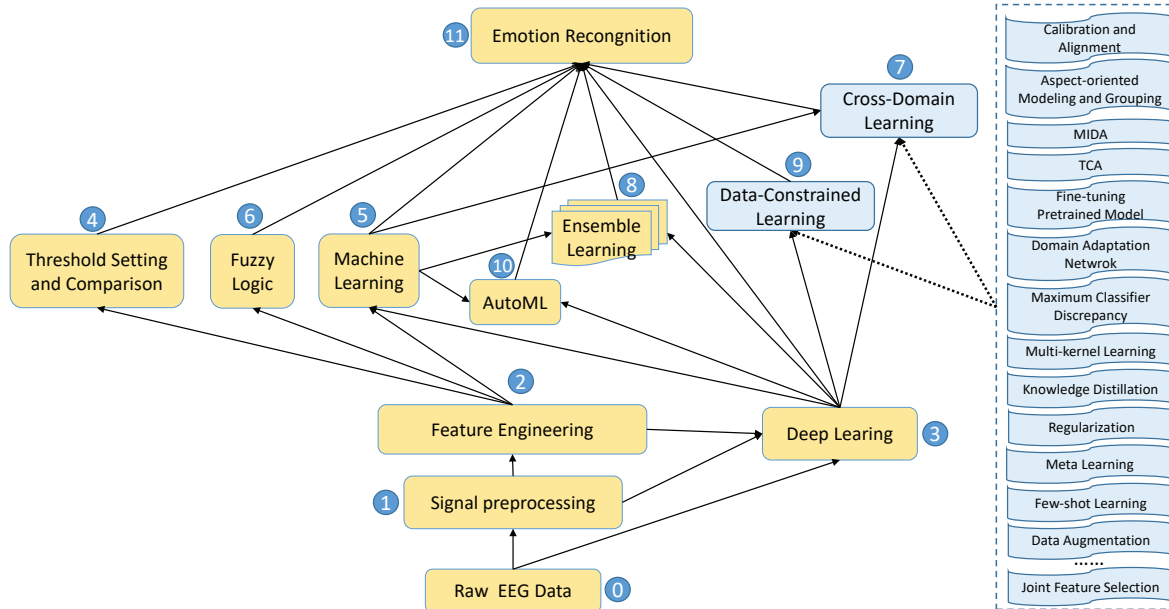 11
Emotion Recongnition
7
Cross-Domain
Learning
9
Data-Constrained
Learning
8
Ensemble
Learning
4
Threshold Setting
and Comparison
6
Fuzzy
Logic
5
Machine
Learning
10
AutoML
2
Feature Engineering
Deep Learing
3
1
Signal preprocessing
Raw EEG Data
0
Calibration and
Alignment
Aspect-oriented
Modeling and Grouping
MIDA
TCA
Fine-tuning
Pretrained Model
Domain Adaptation
Netwrok
Maximum Classifier
Discrepancy
Multi-kernel Learning
Knowledge Distillation
Regularization
Meta Learning
Few-shot Learning
Data Augmentation
……
Joint Feature Selection